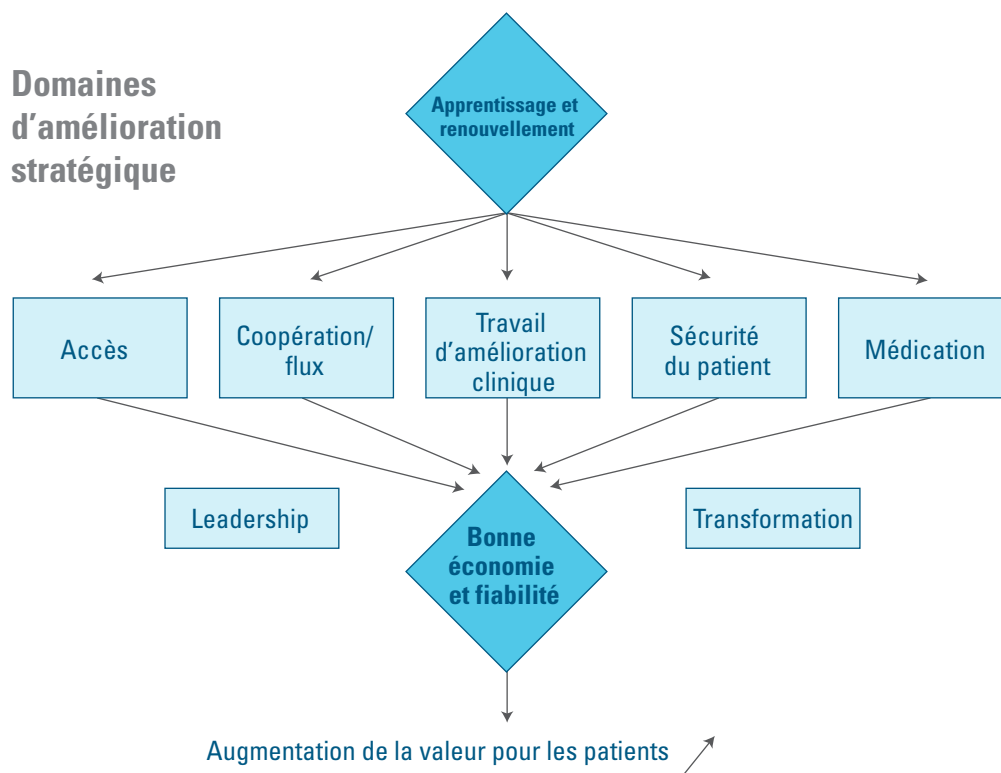 Domaines
d'amélioration
stratégique
Apprentissage et
renouvellement
Accès
Coopération/
flux
Travail
d'amélioration
clinique
Sécurité
du patient
Médication
Leadership
Bonne
économie
et fiabilité
Transformation
Augmentation de la valeur pour les patients